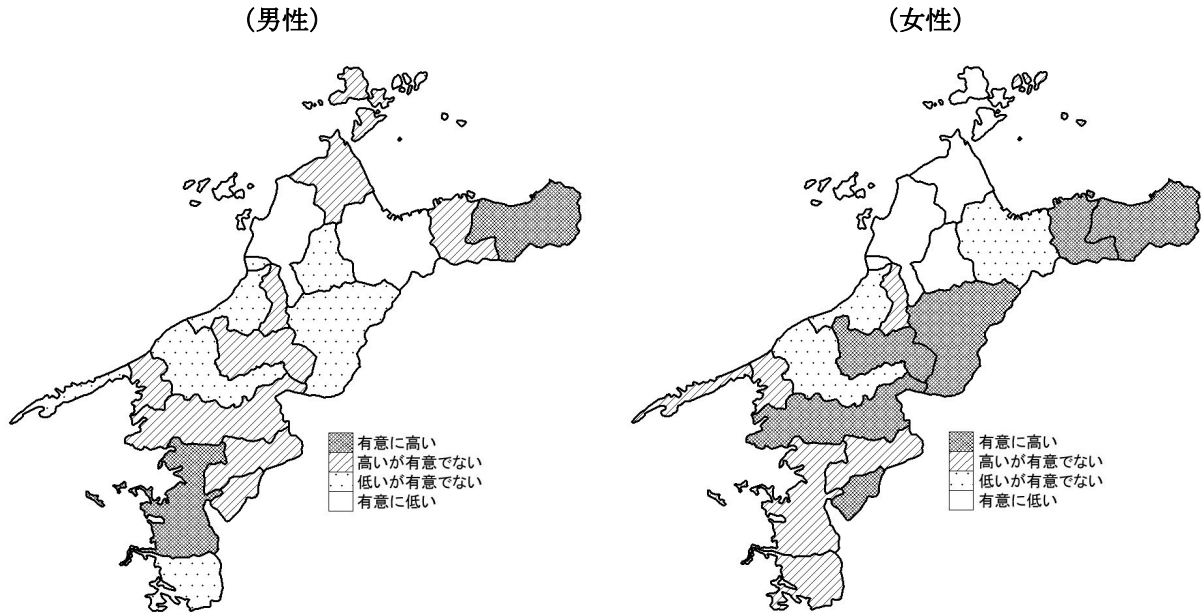 (男性)
(女性)
有意に高い
高いが有意でない
低いが有意でない
有意に低い
有意に高い
高いが有意でない
低いが有意でない
有意に低い